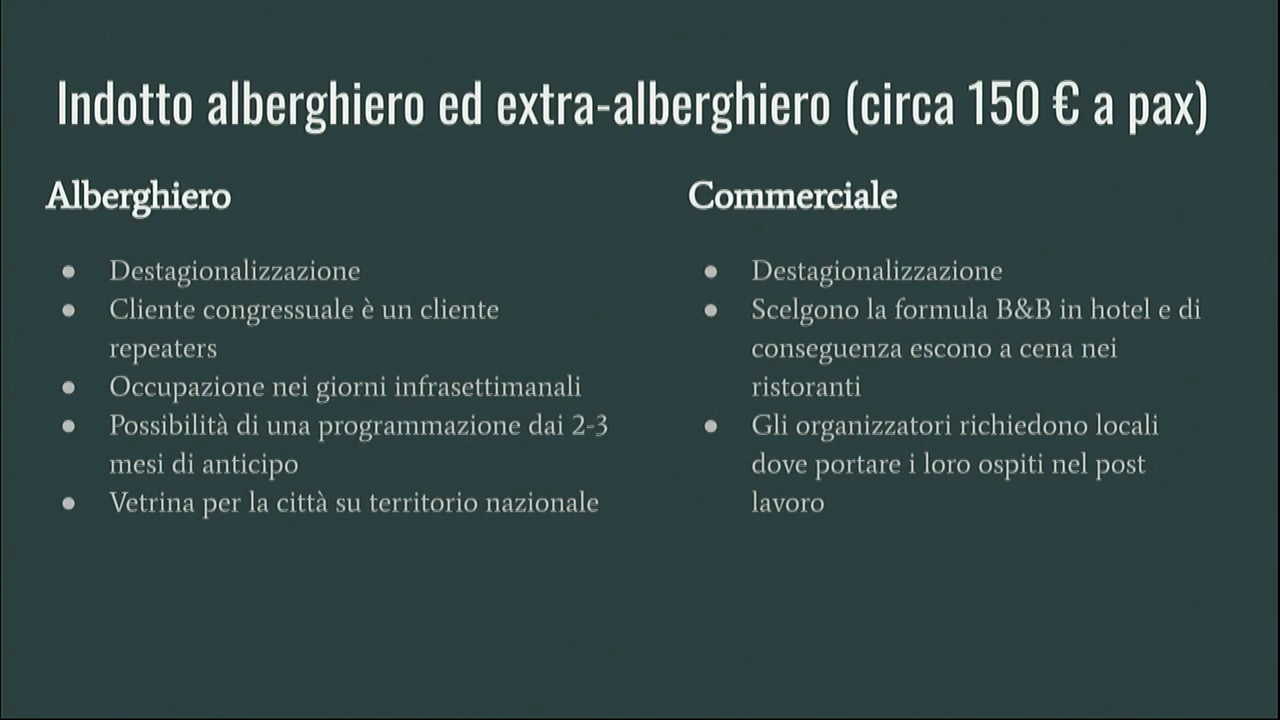 Indotto alberghiero ed extra-alberghiero (circa 150 € a pax)
Alberghiero
● Destagionalizzazione
● Cliente congressuale è un cliente
repeaters
● Occupazione nei giorni infrasettimanali
● Possibilità di una programmazione dai 2-3
mesi di anticipo
● Vetrina per la città su territorio nazionale
Commerciale
● Destagionalizzazione
● Scelgono la formula B&B in hotel e di
conseguenza escono a cena nei
ristoranti
● Gli organizzatori richiedono locali
dove portare i loro ospiti nel post
lavoro